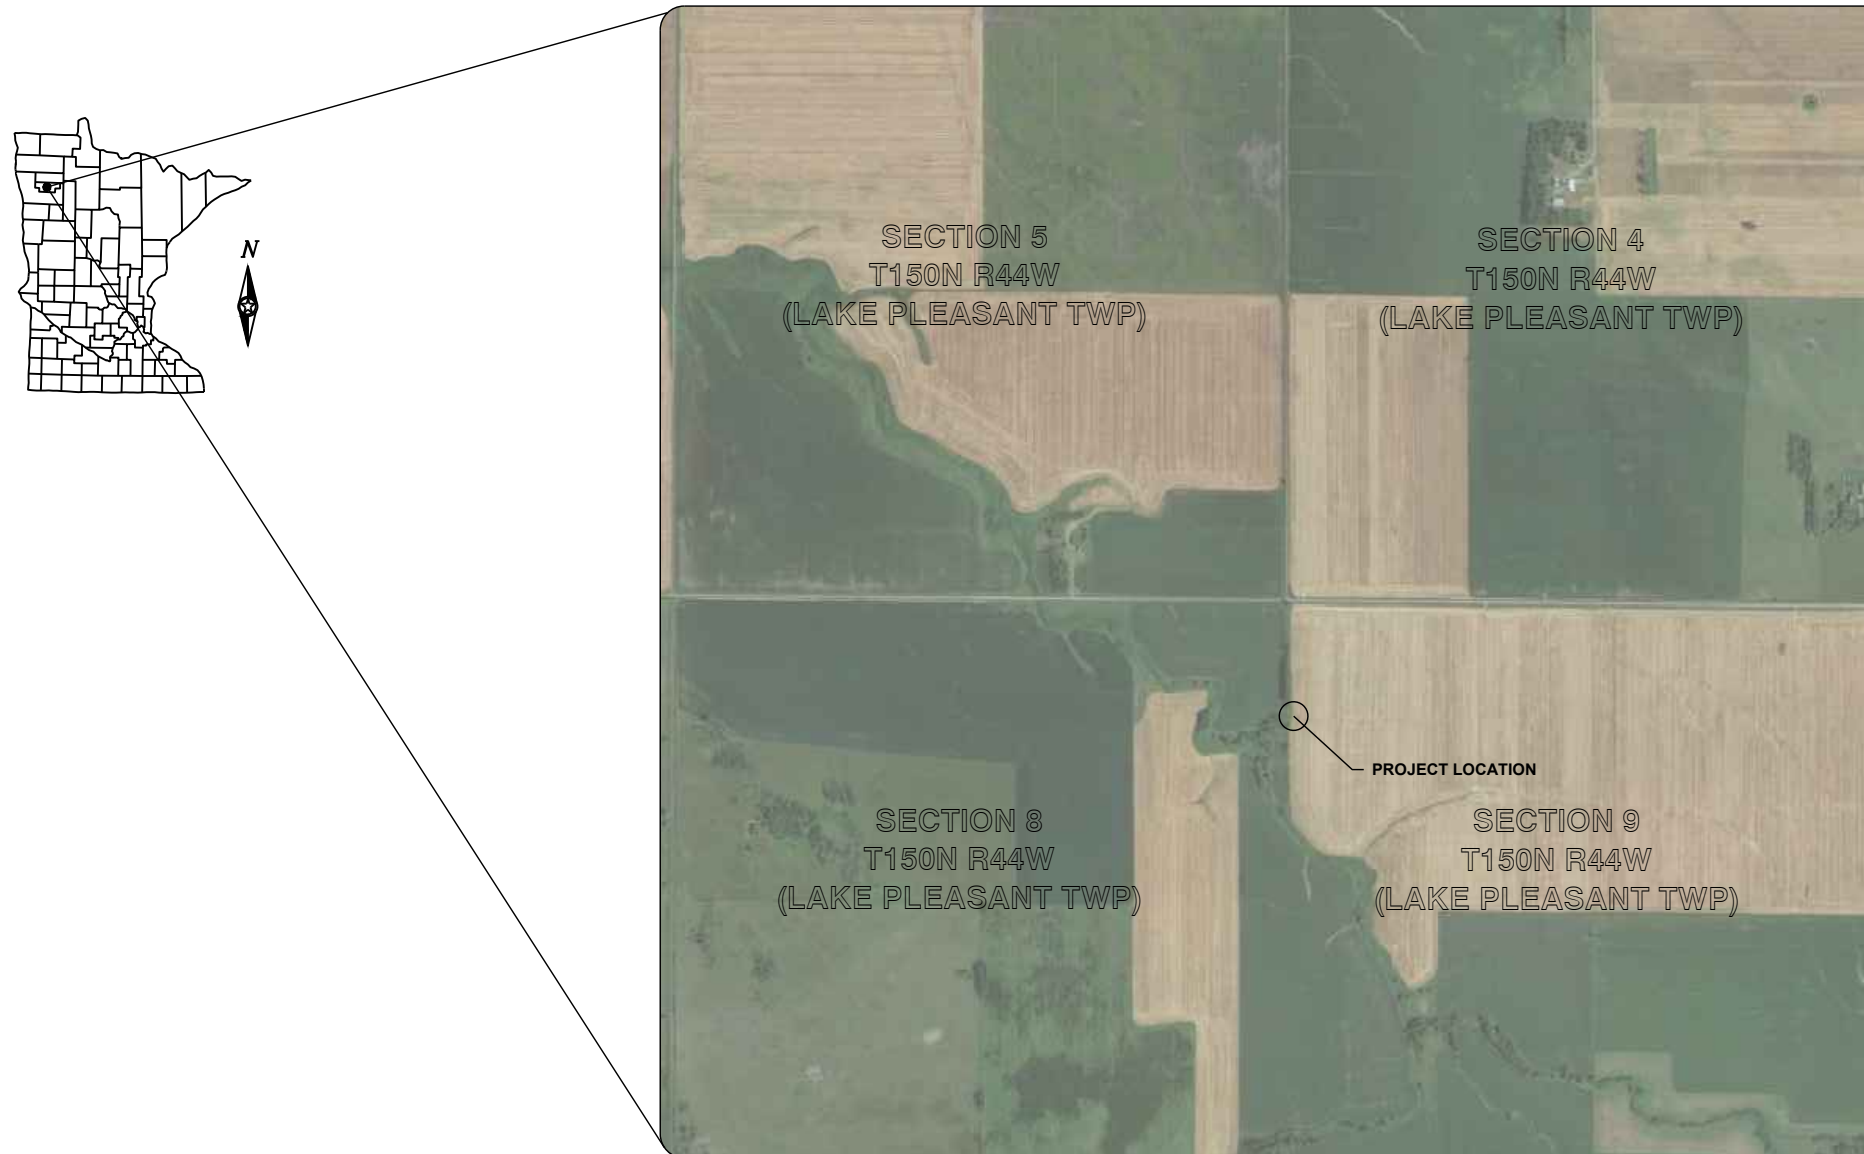 N
SECTION 5
T150N R44W
(LAKE PLEASANT TWP)
SECTION 4
T150N R44W
(LAKE PLEASANT TWP)
PROJECT LOCATION
SECTION 8
T150N R44W
(LAKE PLEASANT TWP)
SECTION 9
T150N R44W
(LAKE PLEASANT TWP)